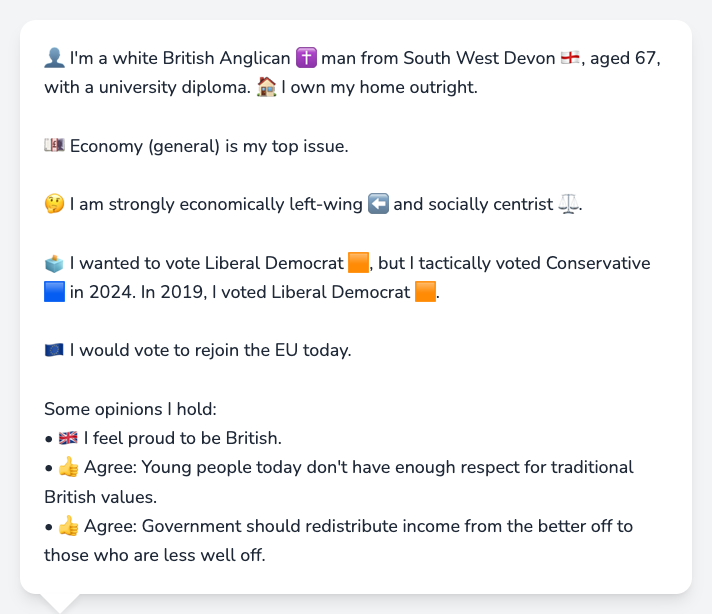 👤 I'm a white British Anglican ✝️ man from South West Devon 🏴󠁧󠁢󠁥󠁮󠁧󠁿, aged 67,
with a university diploma. 🏠 I own my home outright.
💷 Economy (general) is my top issue.
🤔 I am strongly economically left-wing ⬅️ and socially centrist ⚖️.
🗳️ I wanted to vote Liberal Democrat 🟧, but I tactically voted Conservative
🟦 in 2024. In 2019, I voted Liberal Democrat 🟧.
🇪🇺 I would vote to rejoin the EU today.
Some opinions I hold:
• 🇬🇧 I feel proud to be British.
• 👍 Agree: Young people today don't have enough respect for traditional
British values.
• 👍 Agree: Government should redistribute income from the better off to
those who are less well off.